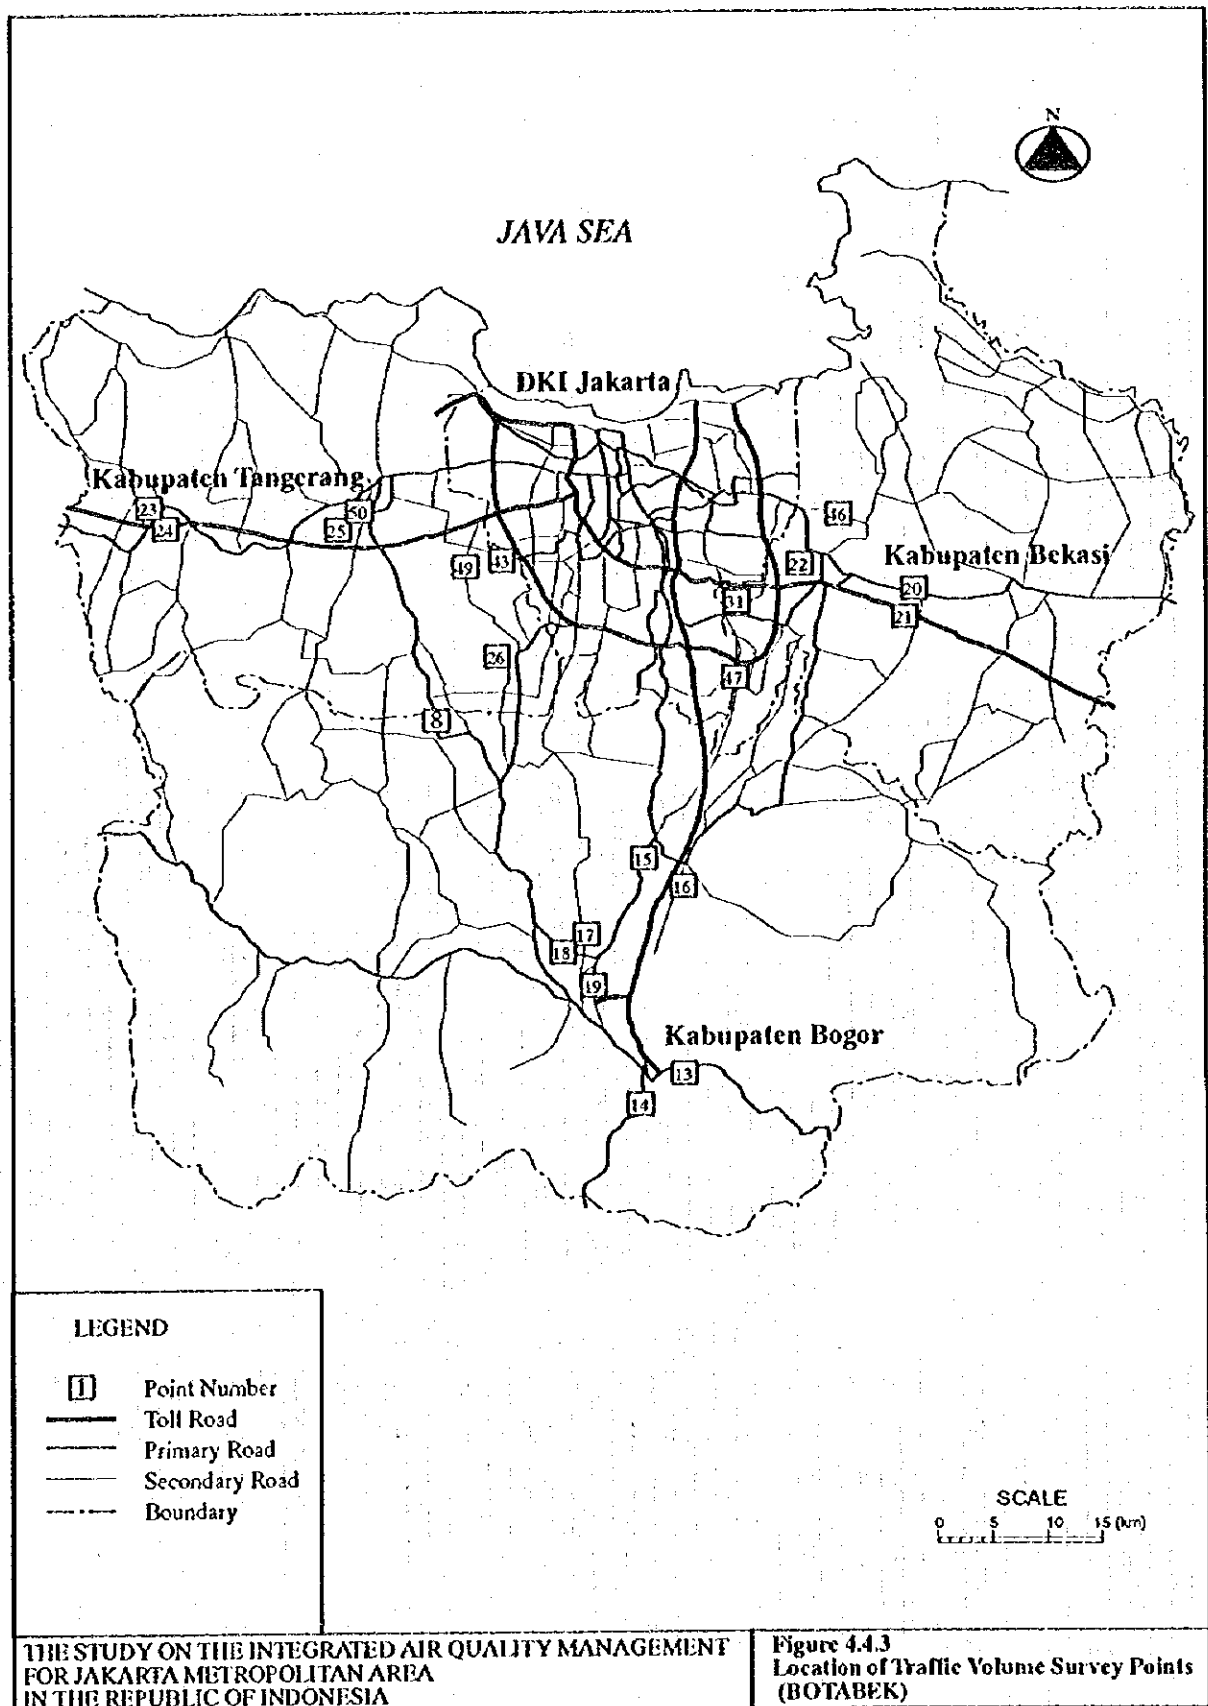 N
JAVA SEA
DKI Jakarta
Kabupaten Tangerang
23
50
46
24
25
43
22
Kabupaten Bekasi
49
20
31
21
26
47
8
15
16
17
18
19
Kabupaten Bogor
13
14
LEGEND
1 Point Number
Toll Road
Primary Road
Secondary Road
Boundary
SCALE
0 5 10 15 (km)
THE STUDY ON THE INTEGRATED AIR QUALITY MANAGEMENT
FOR JAKARTA METROPOLITAN AREA
IN THE REPUBLIC OF INDONESIA
Figure 4.4.3
Location of Traffic Volume Survey Points
(BOTABEK)